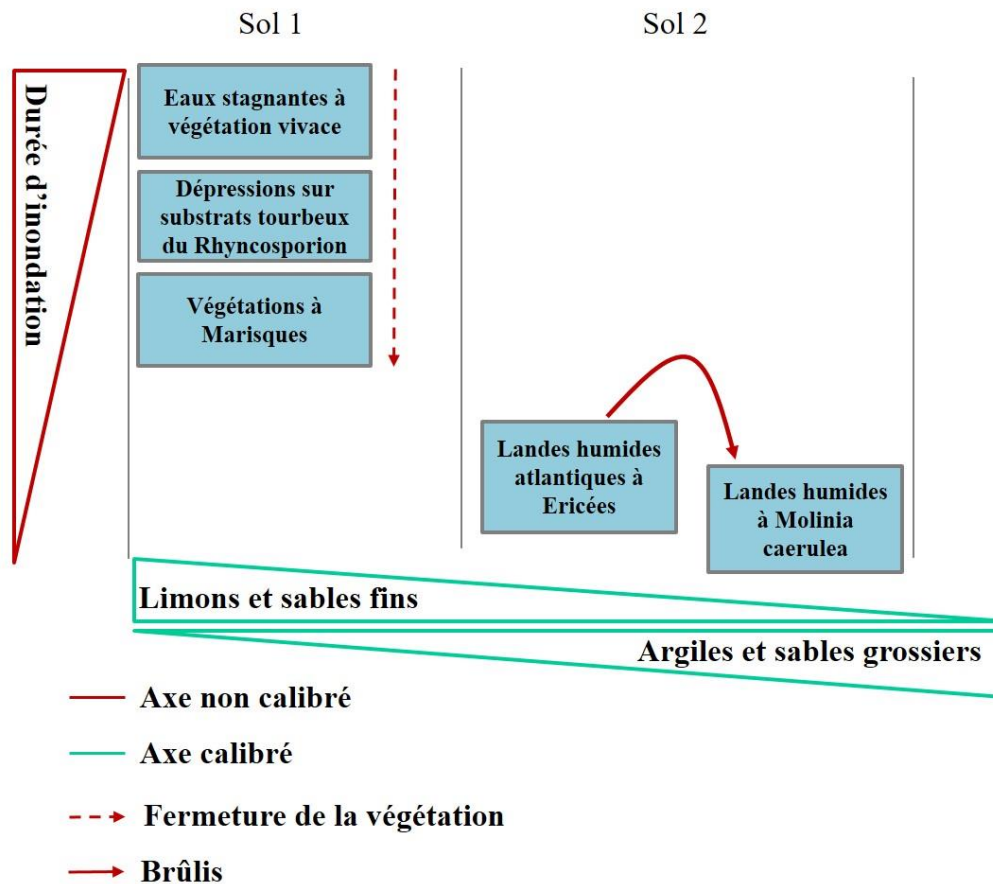 Sol 1
Sol 2
Durée d'inondation
Eaux stagnantes à
végétation vivace
Dépressions sur
substrats tourbeux
du Rhyncosporion
Végétations à
Marisques
Landes humides
atlantiques à
Ericées
Landes humides
à Molinia
caerulea
Limons et sables fins
Argiles et sables grossiers
Axe non calibré
Axe calibré
Fermeture de la végétation
Brûlis